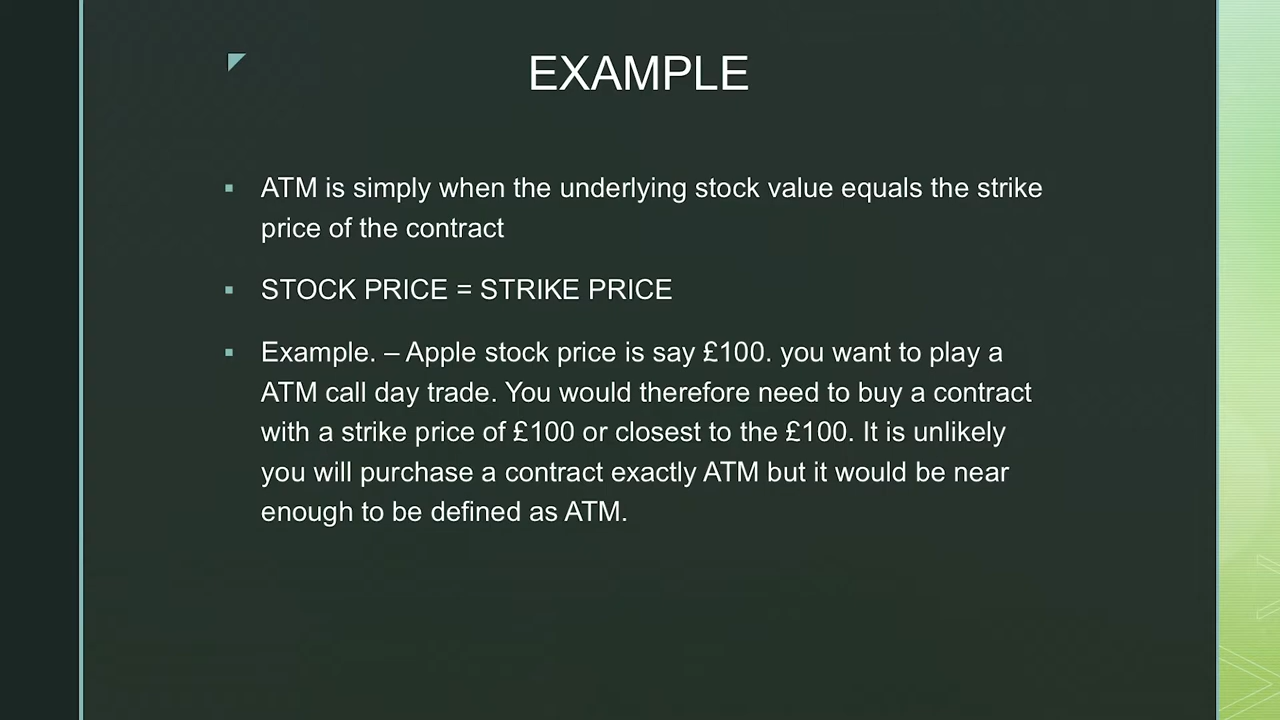 EXAMPLE
▪ ATM is simply when the underlying stock value equals the strike
price of the contract
▪ STOCK PRICE = STRIKE PRICE
▪ Example. – Apple stock price is say £100. you want to play a
ATM call day trade. You would therefore need to buy a contract
with a strike price of £100 or closest to the £100. It is unlikely
you will purchase a contract exactly ATM but it would be near
enough to be defined as ATM.